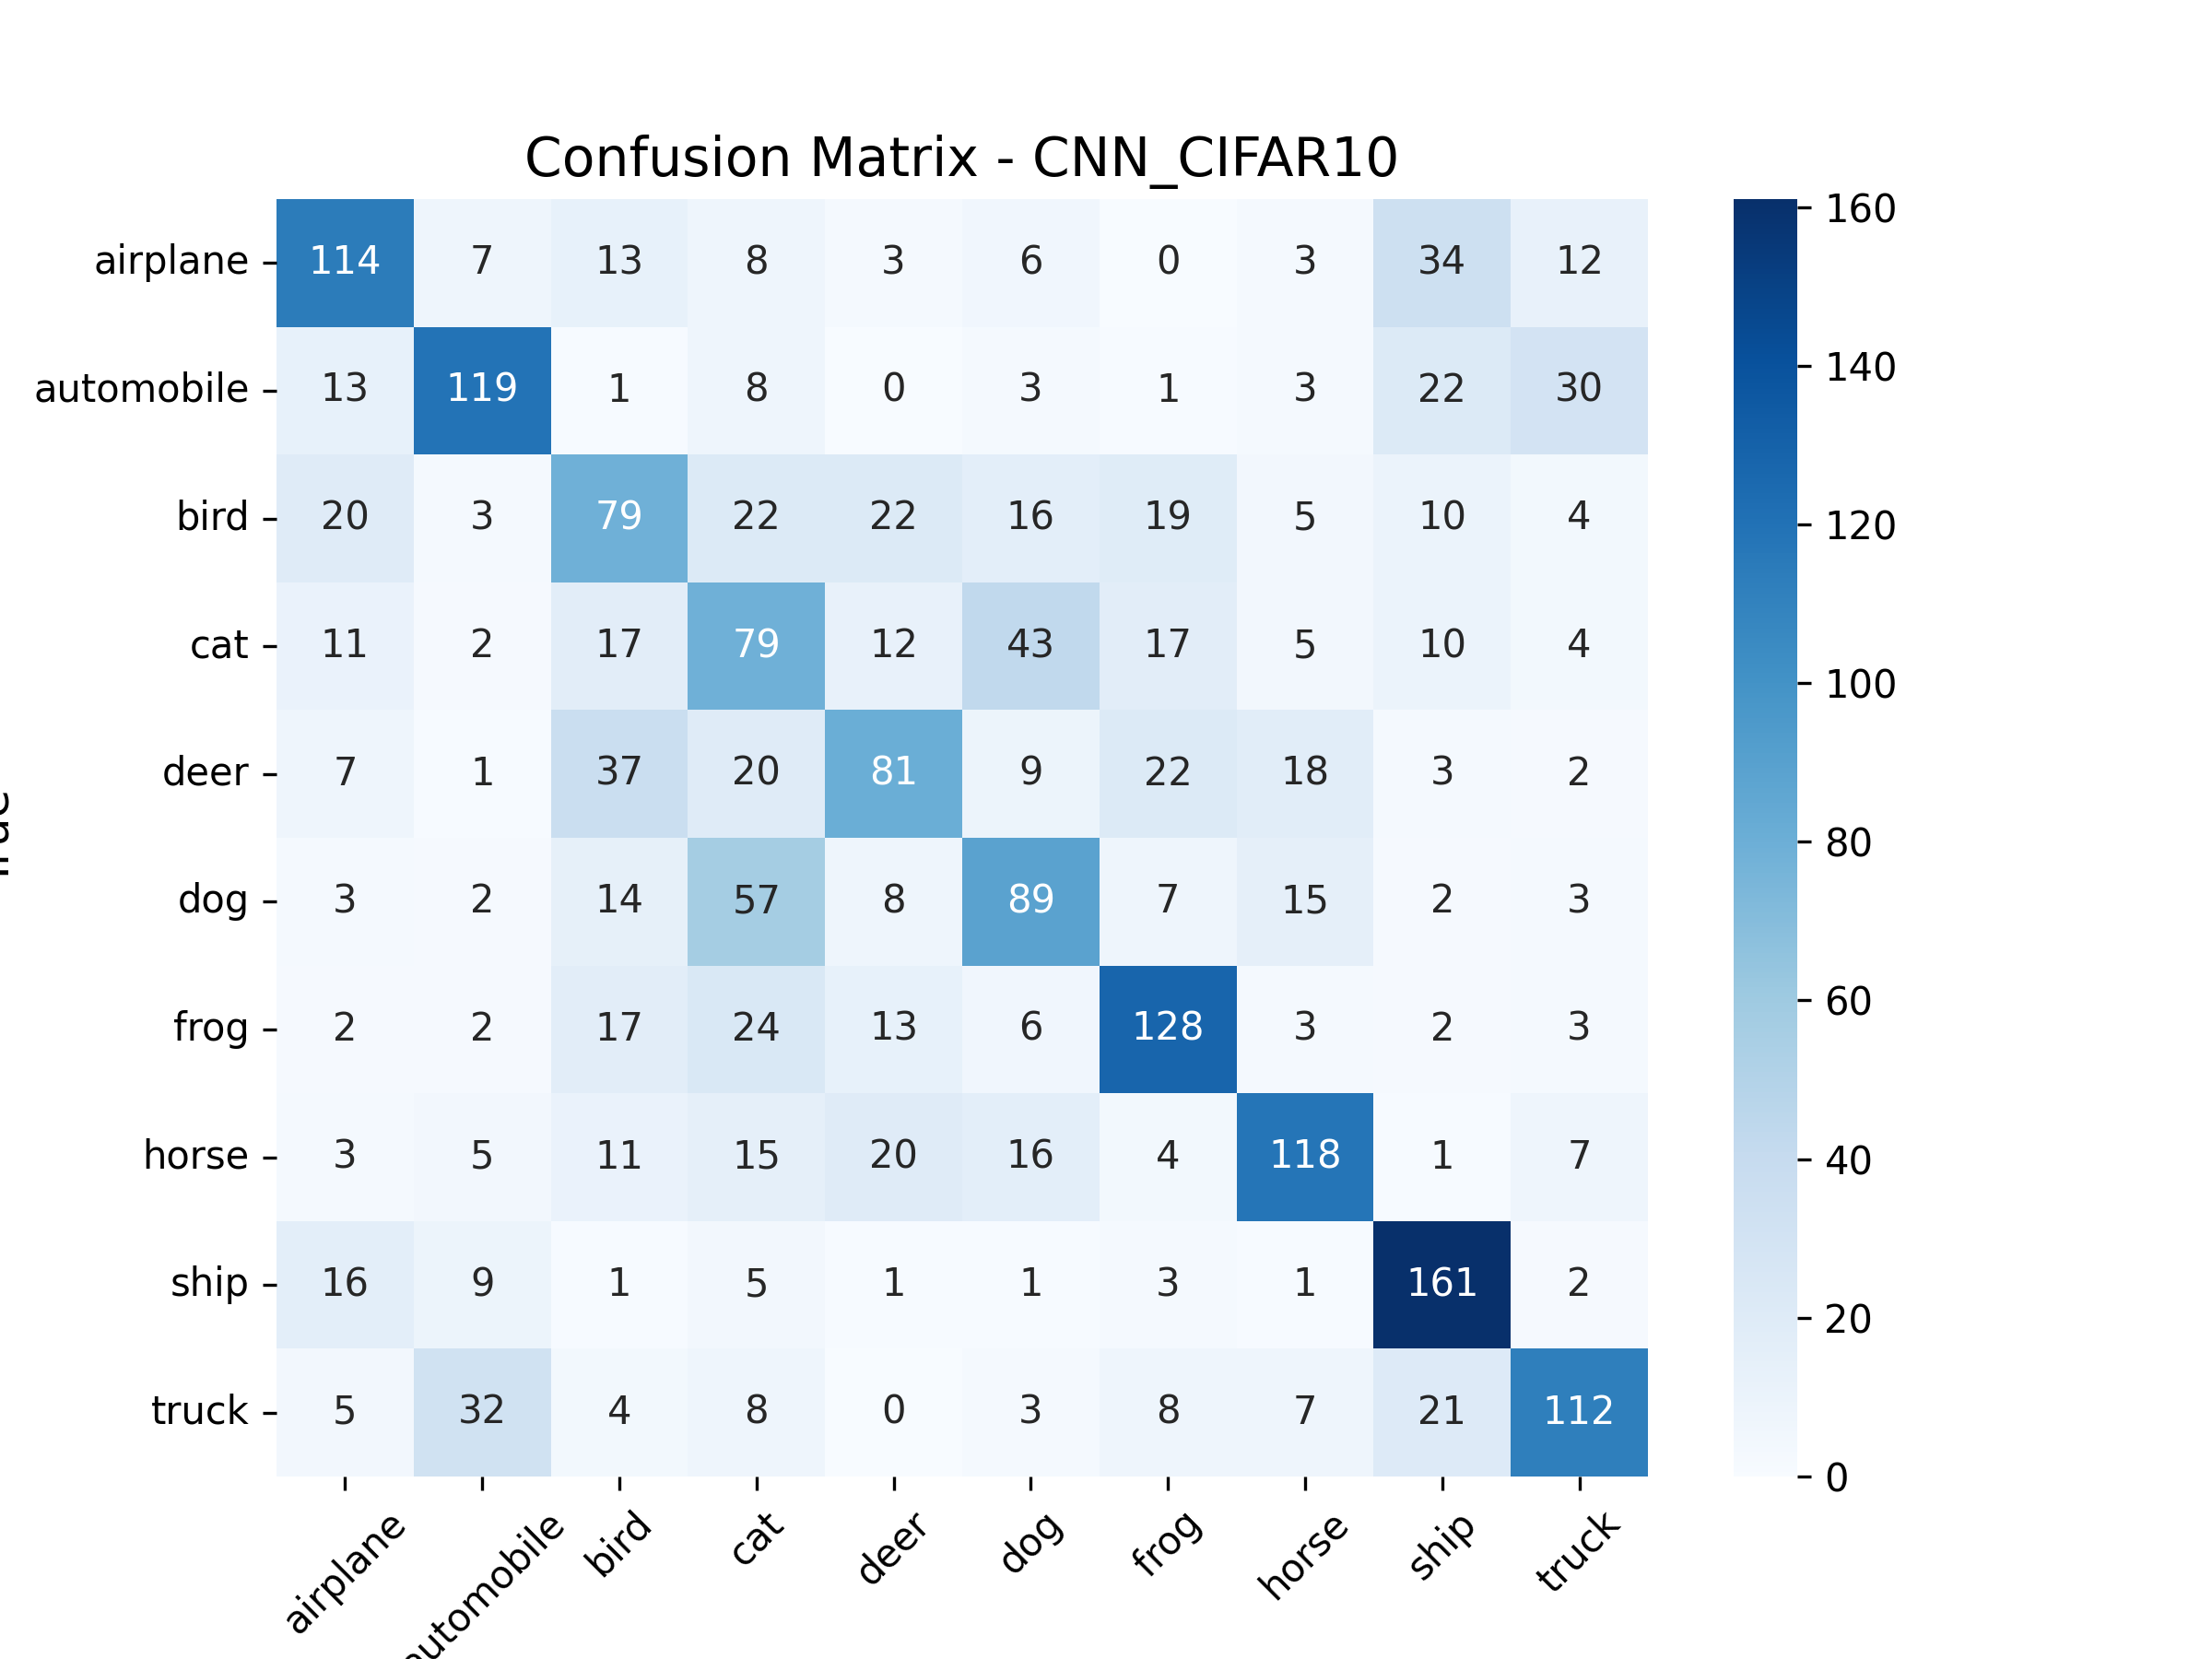 Confusion Matrix - CNN_CIFAR10
airplane 114 7 13 8 3 6 0 3 34 12
automobile 13 119 1 8 0 3 1 3 22 30
bird 20 3 79 22 22 16 19 5 10 4
cat 11 2 17 79 12 43 17 5 10 4
deer 7 1 37 20 81 9 22 18 3 2
dog 3 2 14 57 8 89 7 15 2 3
frog 2 2 17 24 13 6 128 3 2 3
horse 3 5 11 15 20 16 4 118 1 7
ship 16 9 1 5 1 1 3 1 161 2
truck 5 32 4 8 0 3 8 7 21 112
airplane automobile bird cat deer dog frog horse ship truck
160
140
120
100
80
60
40
20
0